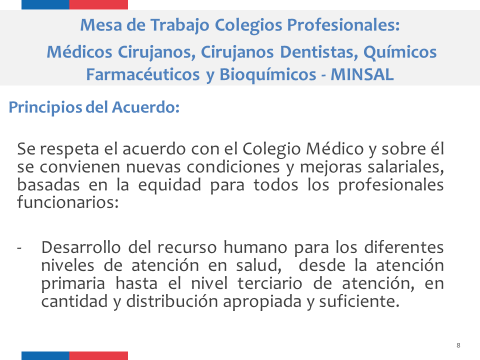 Mesa de Trabajo Colegios Profesionales:
Médicos Cirujanos, Cirujanos Dentistas, Químicos
Farmacéuticos y Bioquímicos - MINSAL
Principios del Acuerdo:
Se respeta el acuerdo con el Colegio Médico y sobre él
se convienen nuevas condiciones y mejoras salariales,
basadas en la equidad para todos los profesionales
funcionarios:
- Desarrollo del recurso humano para los diferentes
niveles de atención en salud, desde la atención
primaria hasta el nivel terciario de atención, en
cantidad y distribución apropiada y suficiente.
8